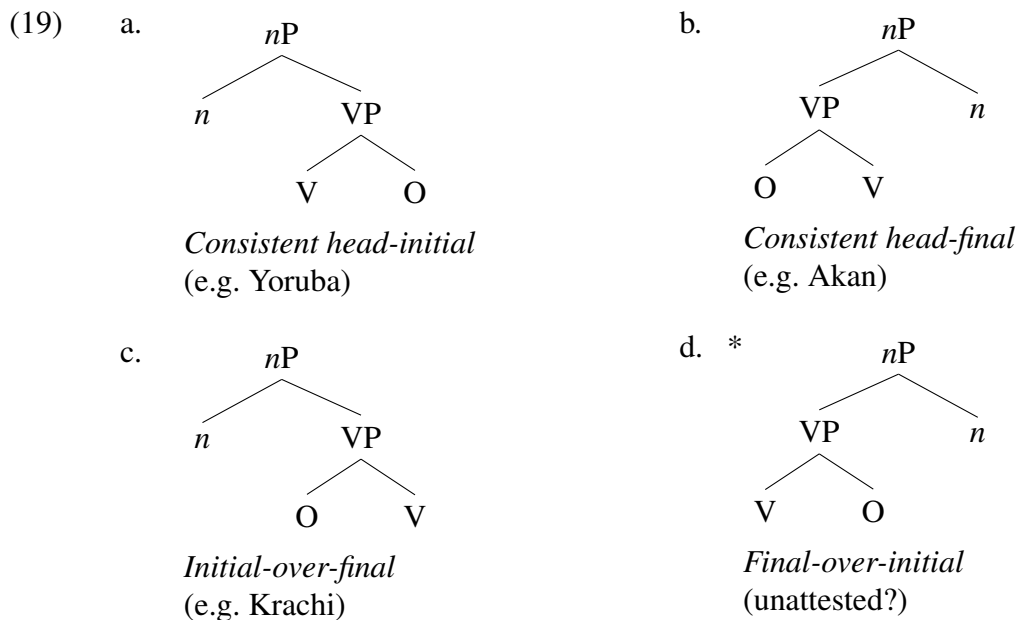 (19) a. nP b. nP
n VP VP n
V O O V
Consistent head-initial Consistent head-final
(e.g. Yoruba) (e.g. Akan)
c. nP d. * nP
n VP VP n
O V V O
Initial-over-final Final-over-initial
(e.g. Krachi) (unattested?)